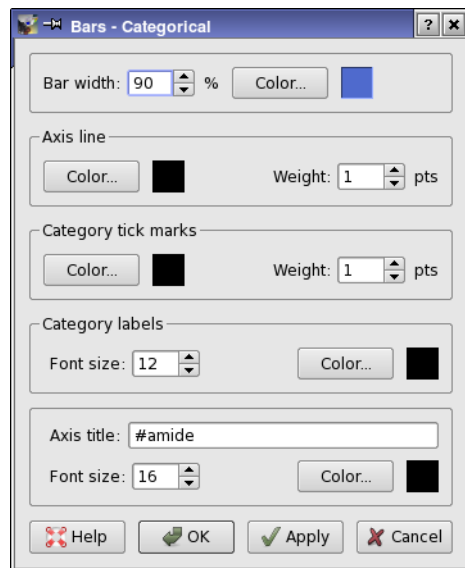 Bars - Categorical ?
Bar width: 90 % Color...
Axis line
Color... Weight: 1 pts
Category tick marks
Color... Weight: 1 pts
Category labels
Font size: 12 Color...
Axis title: #amide
Font size: 16 Color...
Help OK Apply Cancel